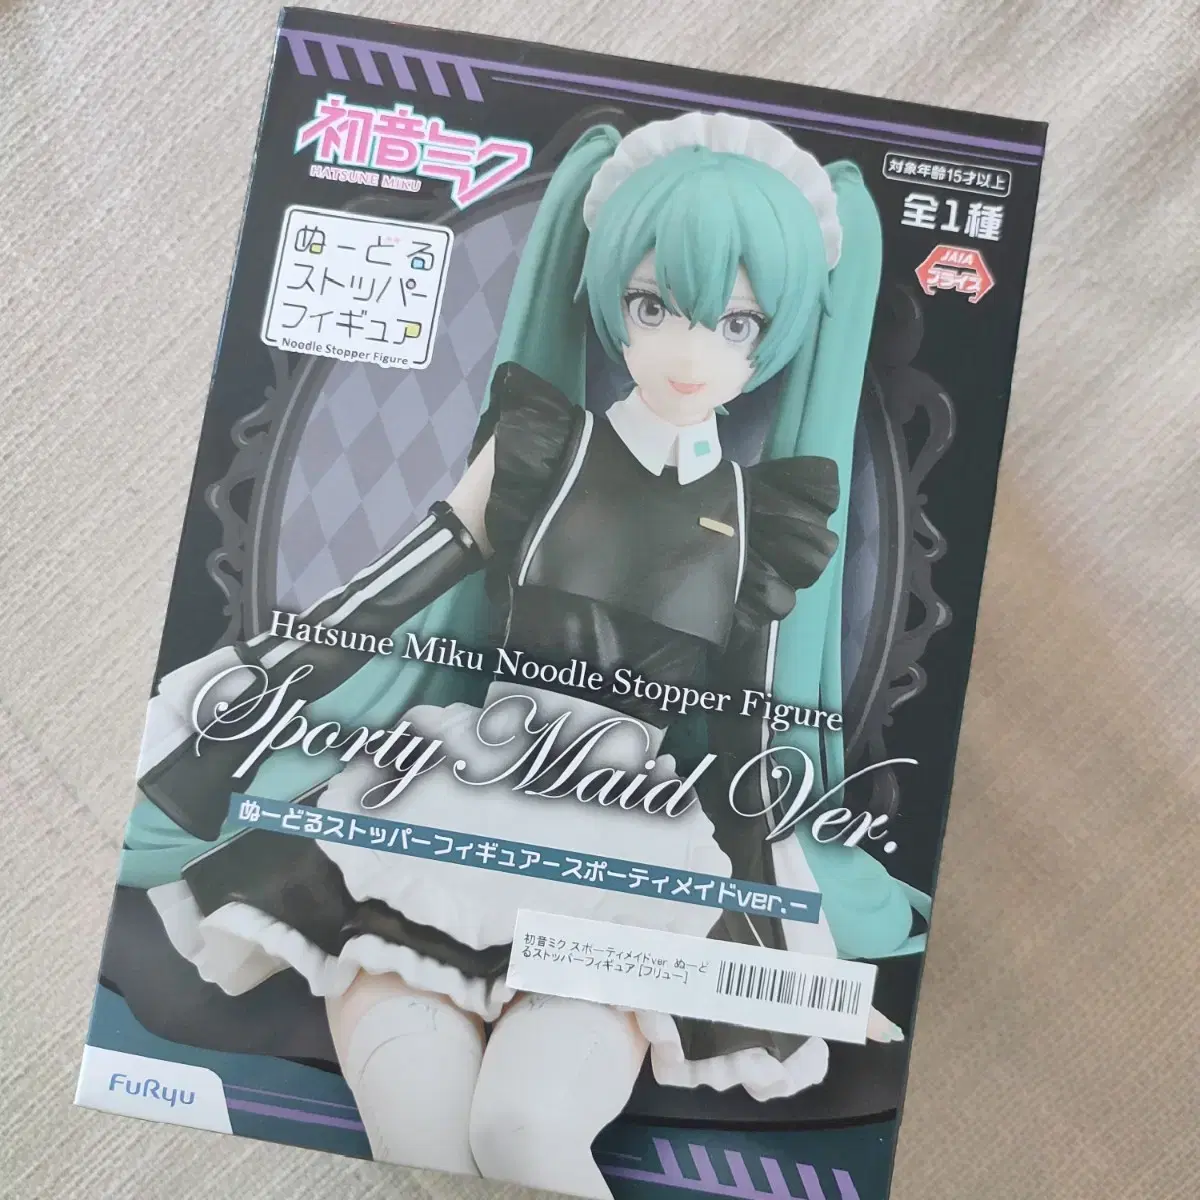 初音ミク
HATSUNE MIKU
ぬーどる
ストッパー
フィギュア
Noodle Stopper Figure
対象年齢15才以上
全1種
JAIA
プライズ
Hatsune Miku Noodle Stopper Figure
Sporty Maid Ver.
ぬーどるストッパーフィギュアースポーティメイドver.ー
初音ミク スポーティメイドver ぬーど
るストッパーフィギュア [フリュー]
FuRyu